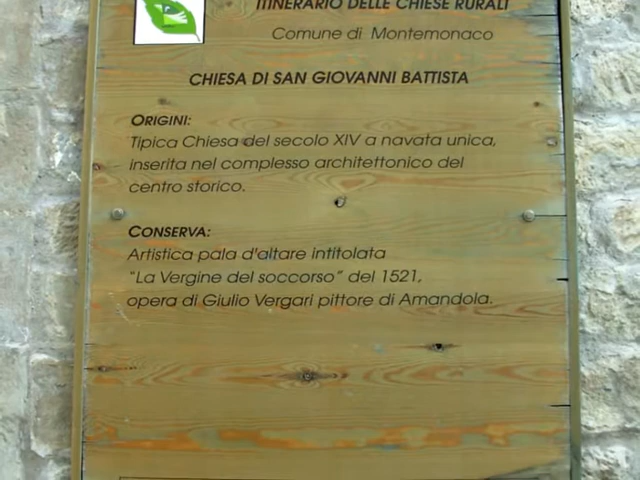 ITINERARIO DELLE CHIESE RURALI
Comune di Montemonaco
CHIESA DI SAN GIOVANNI BATTISTA
ORIGINI:
Tipica Chiesa del secolo XIV a navata unica,
inserita nel complesso architettonico del
centro storico.
CONSERVA:
Artistica pala d'altare intitolata
"La Vergine del soccorso" del 1521,
opera di Giulio Vergari pittore di Amandola.